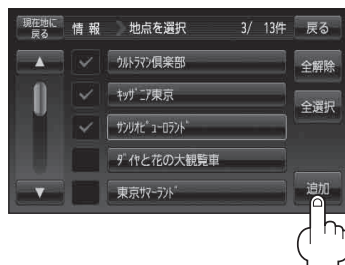 現在地に
戻る
情報 地点を選択 3/ 13件 戻る
▲ ✓ ウルトラマン倶楽部 全解除
✓ キッザニア東京 全選択
✓ サンリオピューロランド
ダイヤと花の大観覧車
▼ 東京サマーランド 追加